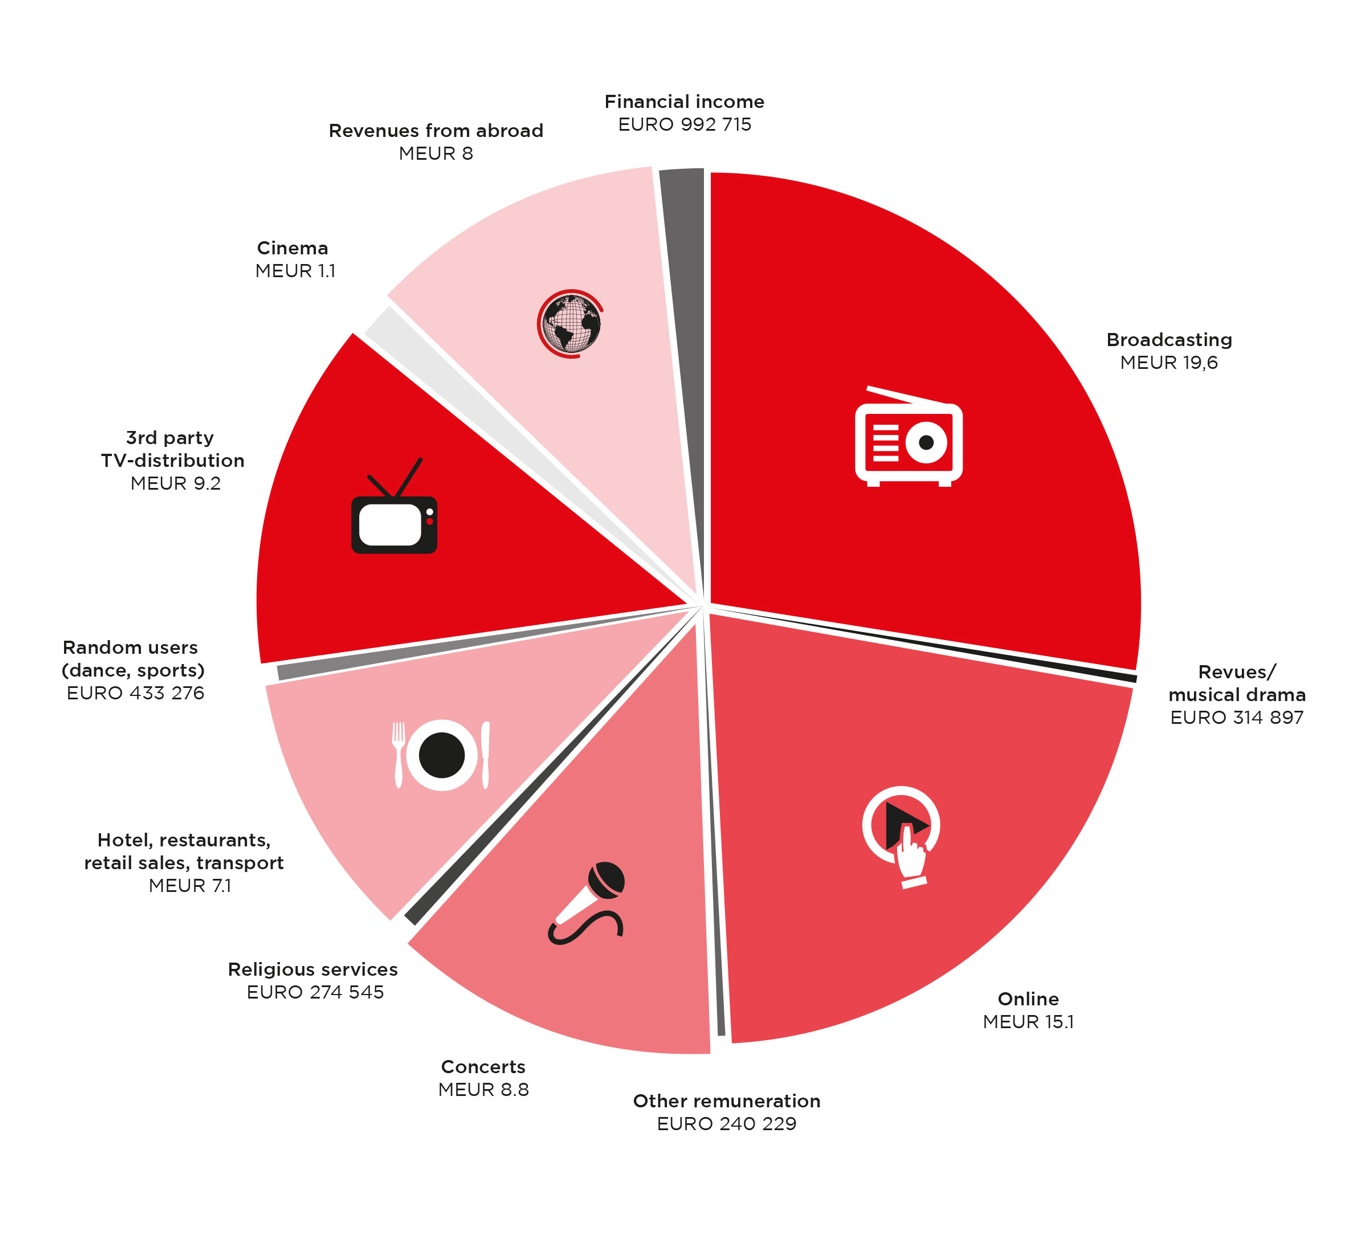 Financial income
EURO 992 715
Revenues from abroad
MEUR 8
Cinema
MEUR 1.1
Broadcasting
MEUR 19,6
3rd party
TV-distribution
MEUR 9.2
Random users
(dance, sports)
EURO 433 276
Revues/
musical drama
EURO 314 897
Hotel, restaurants,
retail sales, transport
MEUR 7.1
Religious services
EURO 274 545
Online
MEUR 15.1
Concerts
MEUR 8.8
Other remuneration
EURO 240 229